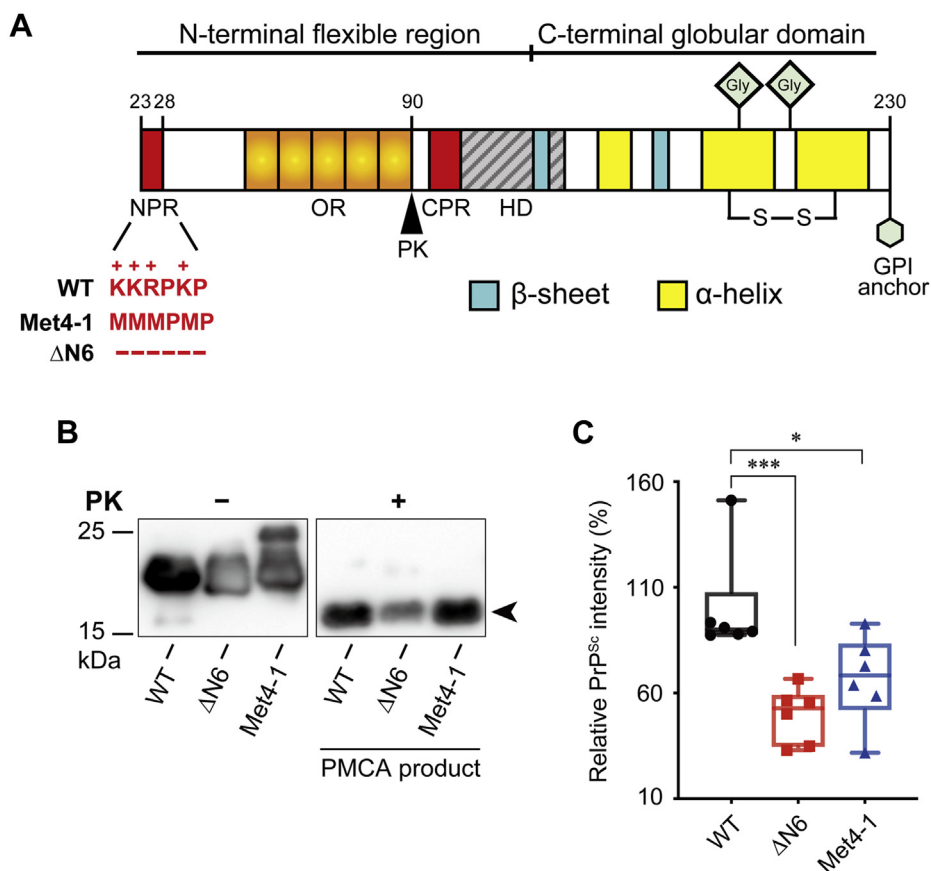 A
N-terminal flexible region C-terminal globular domain
Gly Gly
23 28 90 230
NPR OR CPR HD
PK
S S
GPI
anchor
+ + + +
WT KKRPKP
Met4-1 MMMPMP
ΔN6 ––––––
β-sheet α-helix
B
PK – +
25
15
kDa
WT ΔN6 Met4-1 WT ΔN6 Met4-1
PMCA product
C
*
***
Relative PrPSc intensity (%)
160
110
60
10
WT ΔN6 Met4-1